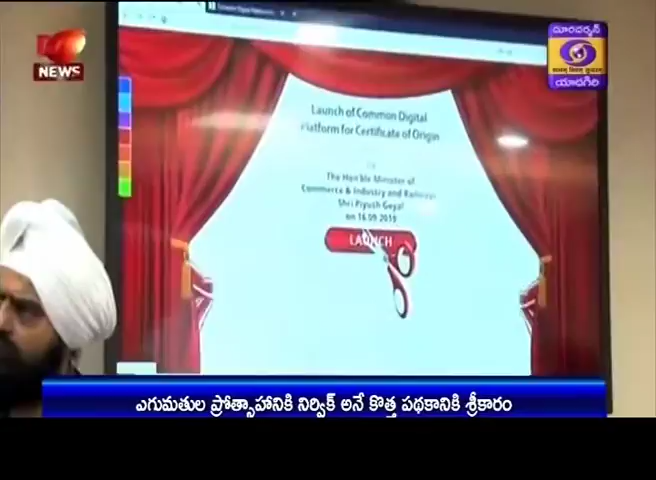 NEWS
దూరదర్శన్
యాదగిరి
Launch of Common Digital
Platform for Certificate of Origin
by
The Hon'ble Minister of
Commerce & Industry and Railways
Shri Piyush Goyal
on 16.09.2019
LAUNCH
ఎగుమతుల ప్రోత్సాహానికి నిర్విక్ అనే కొత్త పథకానికి శ్రీకారం